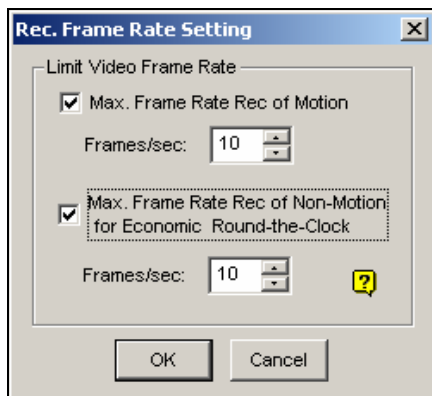 Rec. Frame Rate Setting
Limit Video Frame Rate
Max. Frame Rate Rec of Motion
Frames/sec: 10
Max. Frame Rate Rec of Non-Motion
for Economic Round-the-Clock
Frames/sec: 10
?
OK Cancel